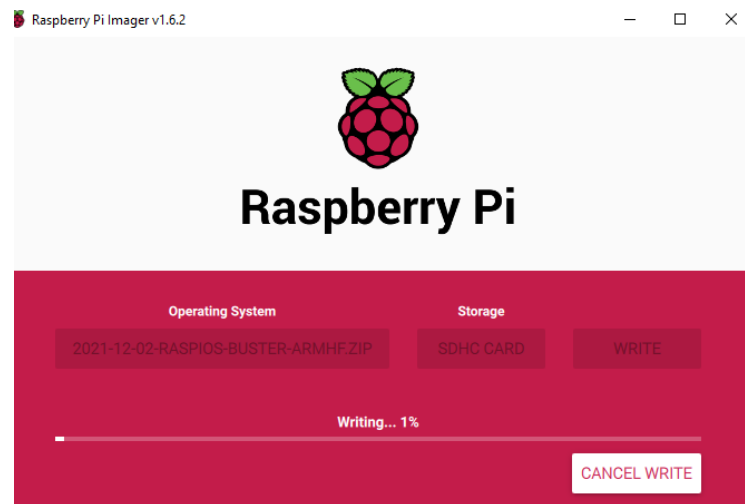 Raspberry Pi Imager v1.6.2
Raspberry Pi
Operating System
Storage
2021-12-02-RASPIOS-BUSTER-ARMHF.ZIP
SDHC CARD
WRITE
Writing... 1%
CANCEL WRITE